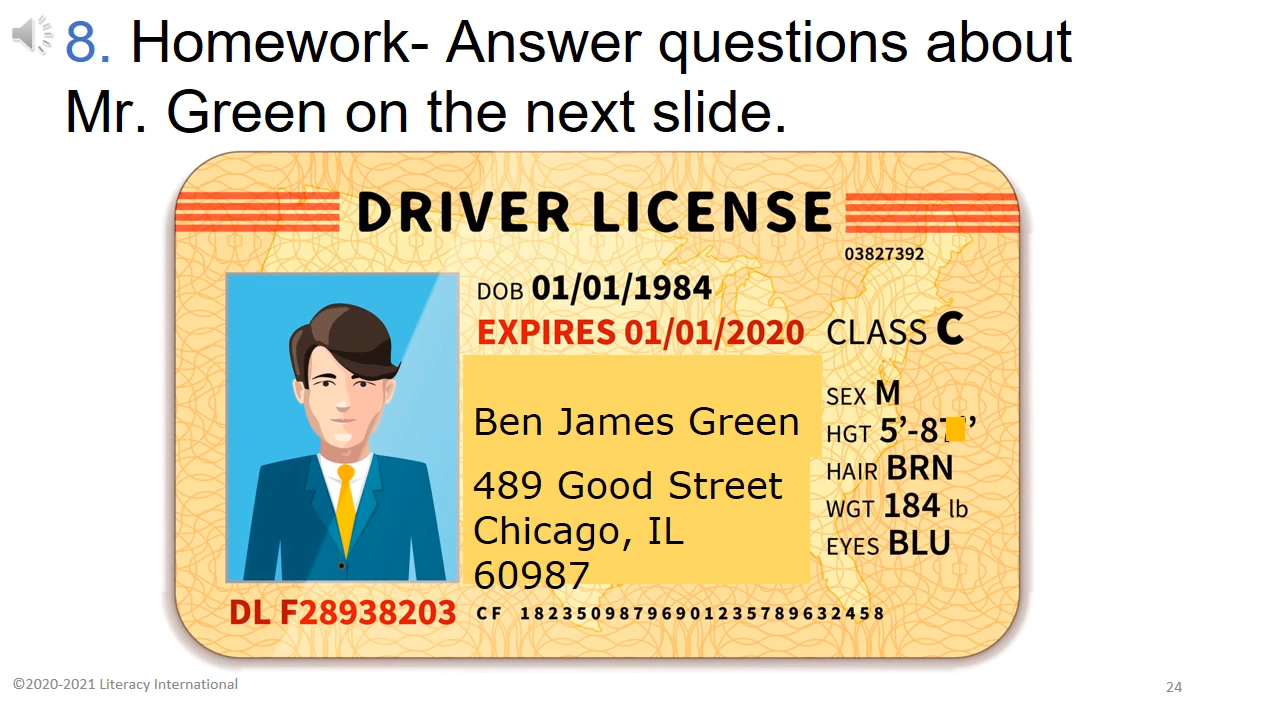 8. Homework- Answer questions about
Mr. Green on the next slide.
DRIVER LICENSE
03827392
DOB 01/01/1984
EXPIRES 01/01/2020
CLASS C
Ben James Green
489 Good Street
Chicago, IL
60987
SEX M
HGT 5’-8’
HAIR BRN
WGT 184 lb
EYES BLU
DL F28938203
CF 18235098796901235789632458
©2020-2021 Literacy International
24